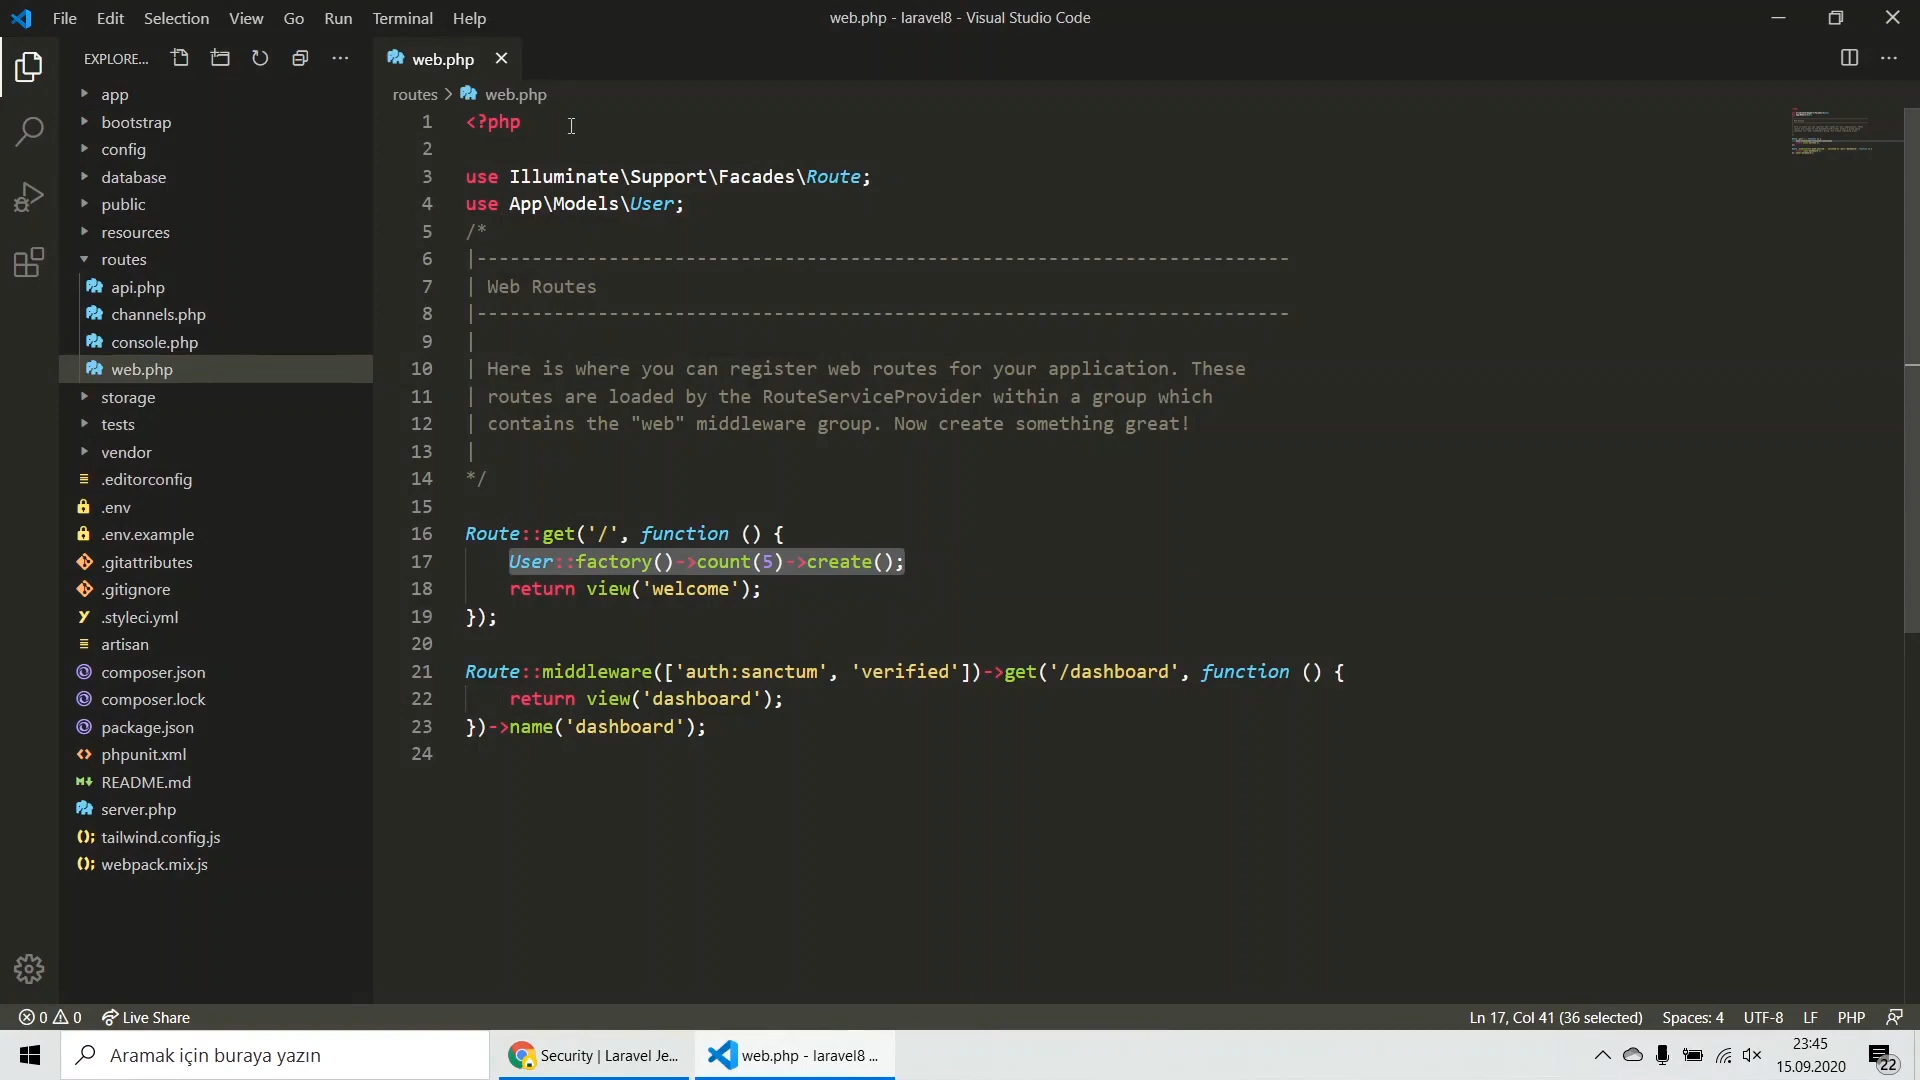 File Edit Selection View Go Run Terminal Help
web.php - laravel8 - Visual Studio Code
EXPLORE...
web.php
routes > web.php
app
bootstrap
config
database
public
resources
routes
api.php
channels.php
console.php
web.php
storage
tests
vendor
.editorconfig
.env
.env.example
.gitattributes
.gitignore
.styleci.yml
artisan
composer.json
composer.lock
package.json
phpunit.xml
README.md
server.php
tailwind.config.js
webpack.mix.js
1 <?php
2
3 use Illuminate\Support\Facades\Route;
4 use App\Models\User;
5 /*
6 |--------------------------------------------------------------------------
7 | Web Routes
8 |--------------------------------------------------------------------------
9 |
10 | Here is where you can register web routes for your application. These
11 | routes are loaded by the RouteServiceProvider within a group which
12 | contains the "web" middleware group. Now create something great!
13 |
14 */
15
16 Route::get('/', function () {
17 User::factory()->count(5)->create();
18 return view('welcome');
19 });
20
21 Route::middleware(['auth:sanctum', 'verified'])->get('/dashboard', function () {
22 return view('dashboard');
23 })->name('dashboard');
24
0 0 Live Share
Ln 17, Col 41 (36 selected) Spaces: 4 UTF-8 LF PHP
Aramak için buraya yazın
Security | Laravel Je...
web.php - laravel8 ...
23:45
15.09.2020
22